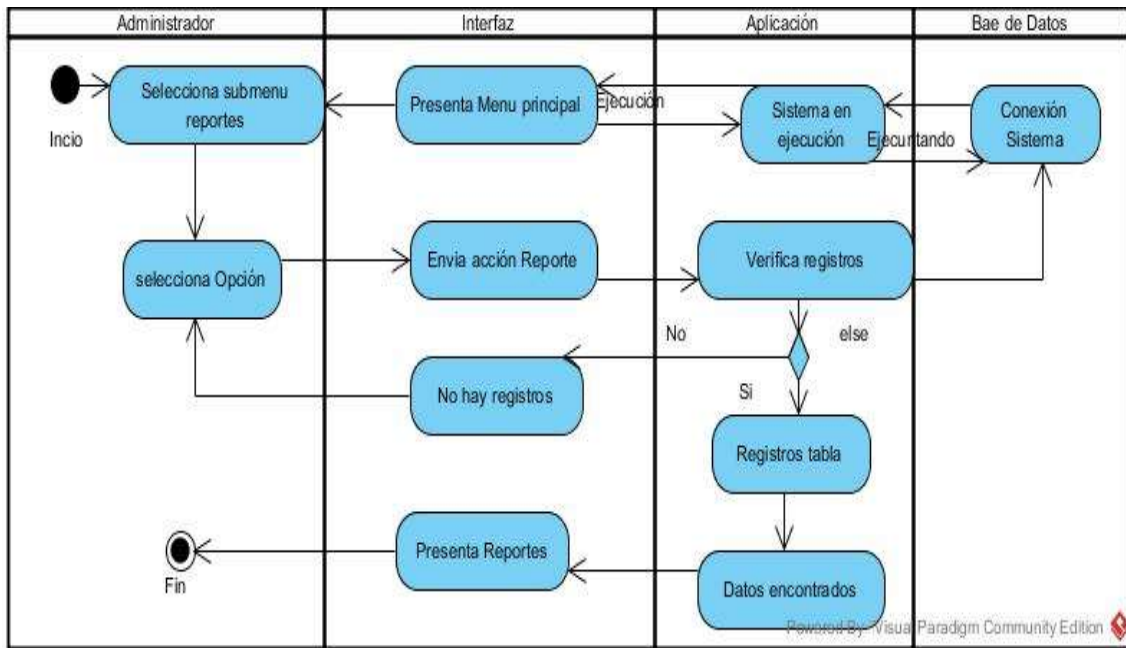 Administrador
Interfaz
Aplicación
Bae de Datos
Incio
Selecciona submenu
reportes
Presenta Menu principal
Ejecución
Sistema en
ejecución
Ejecuntando
Conexión
Sistema
selecciona Opción
Envia acción Reporte
Verifica registros
No
else
No hay registros
Si
Registros tabla
Presenta Reportes
Datos encontrados
Fin
Powered By Visual Paradigm Community Edition